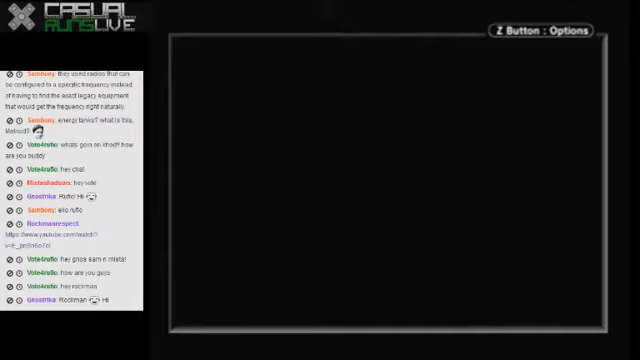 CASUAL
RUNSLIVE
Z Button : Options
Sambony: they used radios that can
be configured to a specific frequency instead
of having to find the exact legacy equipment
that would get the frequency right naturally
Sambony: energy tanks? what is this,
Metroid?
Vote4rufio: whats goin on khad!! how
are you buddy
Vote4rufio: hey chat
Mistashadows: hey vote
Gnostrika: Rufio! Hi
Sambony: ello rufio
Rockmanrespect:
https://www.youtube.com/watch?
Vote4rufio: hey gnos sam n mista!
Vote4rufio: how are you guys
Vote4rufio: hey rockman
Gnostrika: Rockman Hi